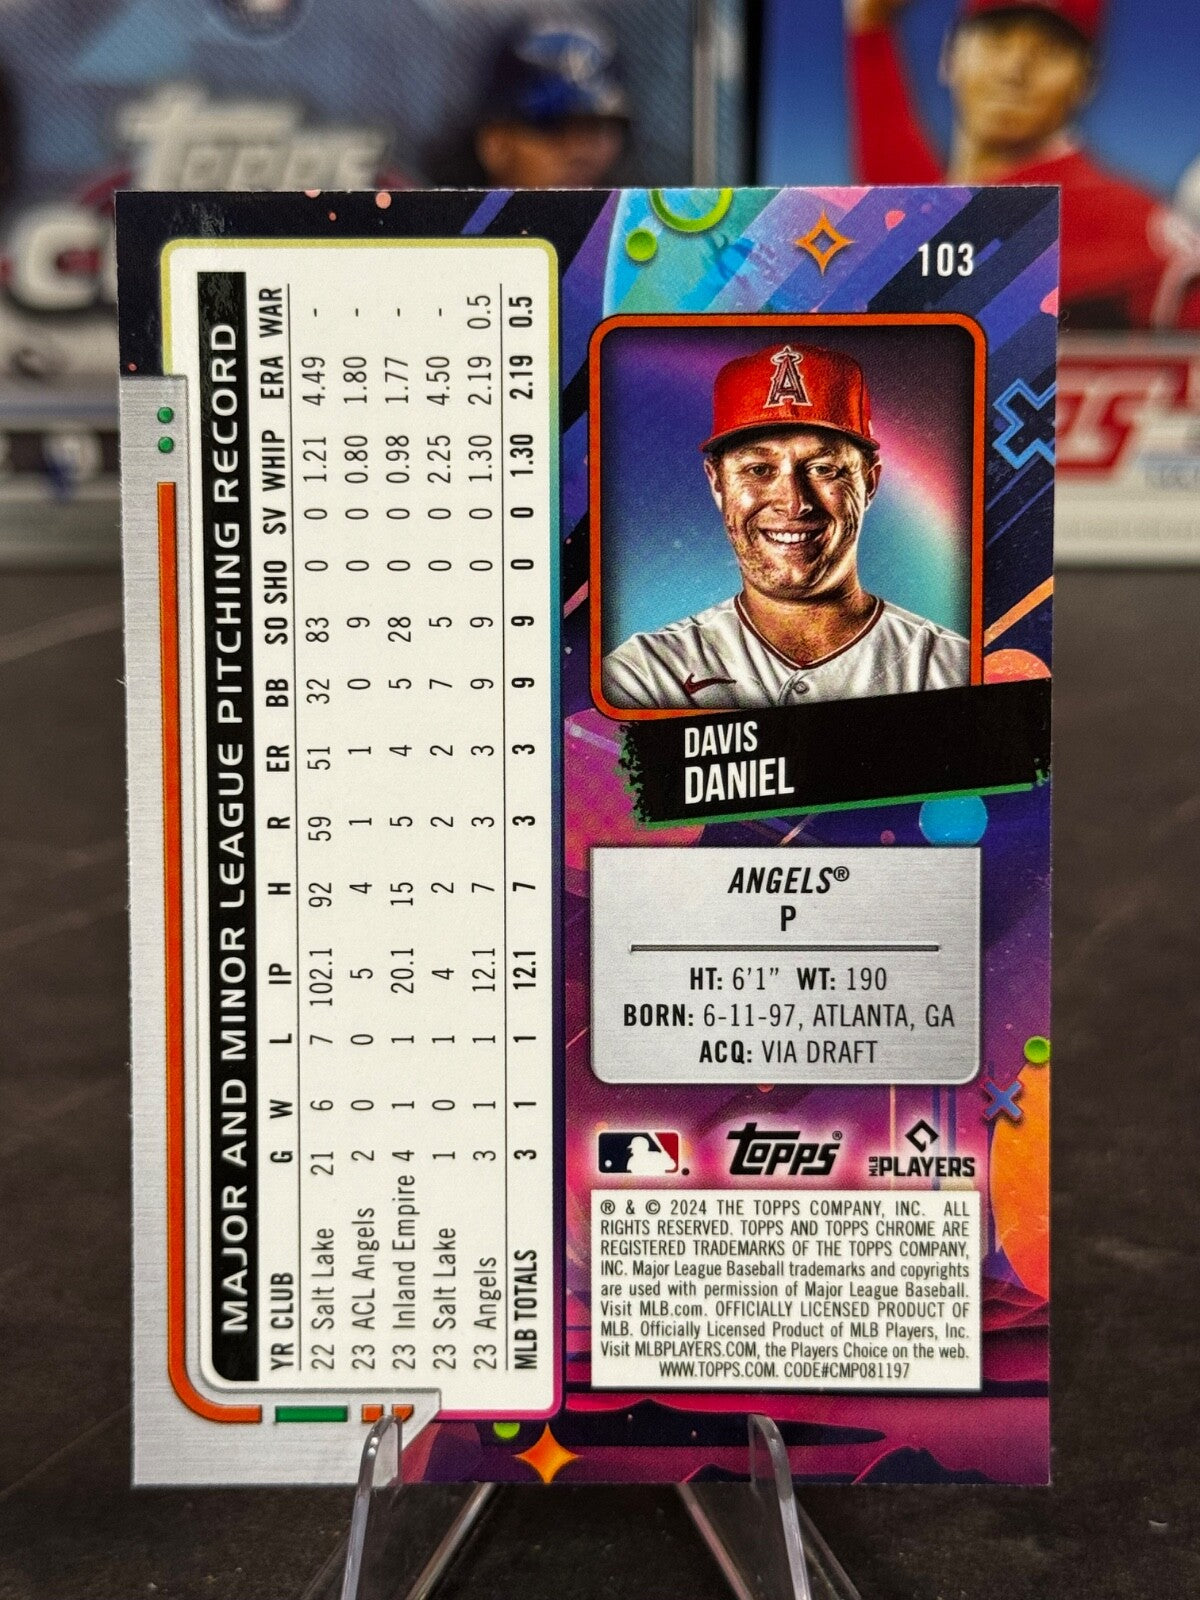 Topps
103
MAJOR AND MINOR LEAGUE PITCHING RECORD
YR CLUB G W L IP H R ER BB SO SHO SV WHIP ERA WAR
22 Salt Lake 21 6 7 102.1 92 59 51 32 83 0 0 1.21 4.49 -
23 ACL Angels 2 0 0 5 4 1 1 0 9 0 0 0.80 1.80 -
23 Inland Empire 4 1 1 20.1 15 5 4 5 28 0 0 0.98 1.77 -
23 Salt Lake 1 0 1 4 2 2 2 7 5 0 0 2.25 4.50 -
23 Angels 3 1 1 12.1 7 3 3 9 9 0 0 1.30 2.19 0.5
MLB TOTALS 3 1 1 12.1 7 3 3 9 9 0 0 1.30 2.19 0.5
A
DAVIS
DANIEL
ANGELS®
P
HT: 6'1" WT: 190
BORN: 6-11-97, ATLANTA, GA
ACQ: VIA DRAFT
Topps® MLB PLAYERS
® & © 2024 THE TOPPS COMPANY, INC. ALL
RIGHTS RESERVED. TOPPS AND TOPPS CHROME ARE
REGISTERED TRADEMARKS OF THE TOPPS COMPANY,
INC. Major League Baseball trademarks and copyrights
are used with permission of Major League Baseball.
Visit MLB.com. OFFICIALLY LICENSED PRODUCT OF
MLB. Officially Licensed Product of MLB Players, Inc.
Visit MLBPLAYERS.COM, the Players Choice on the web.
WWW.TOPPS.COM. CODE#CMP081197